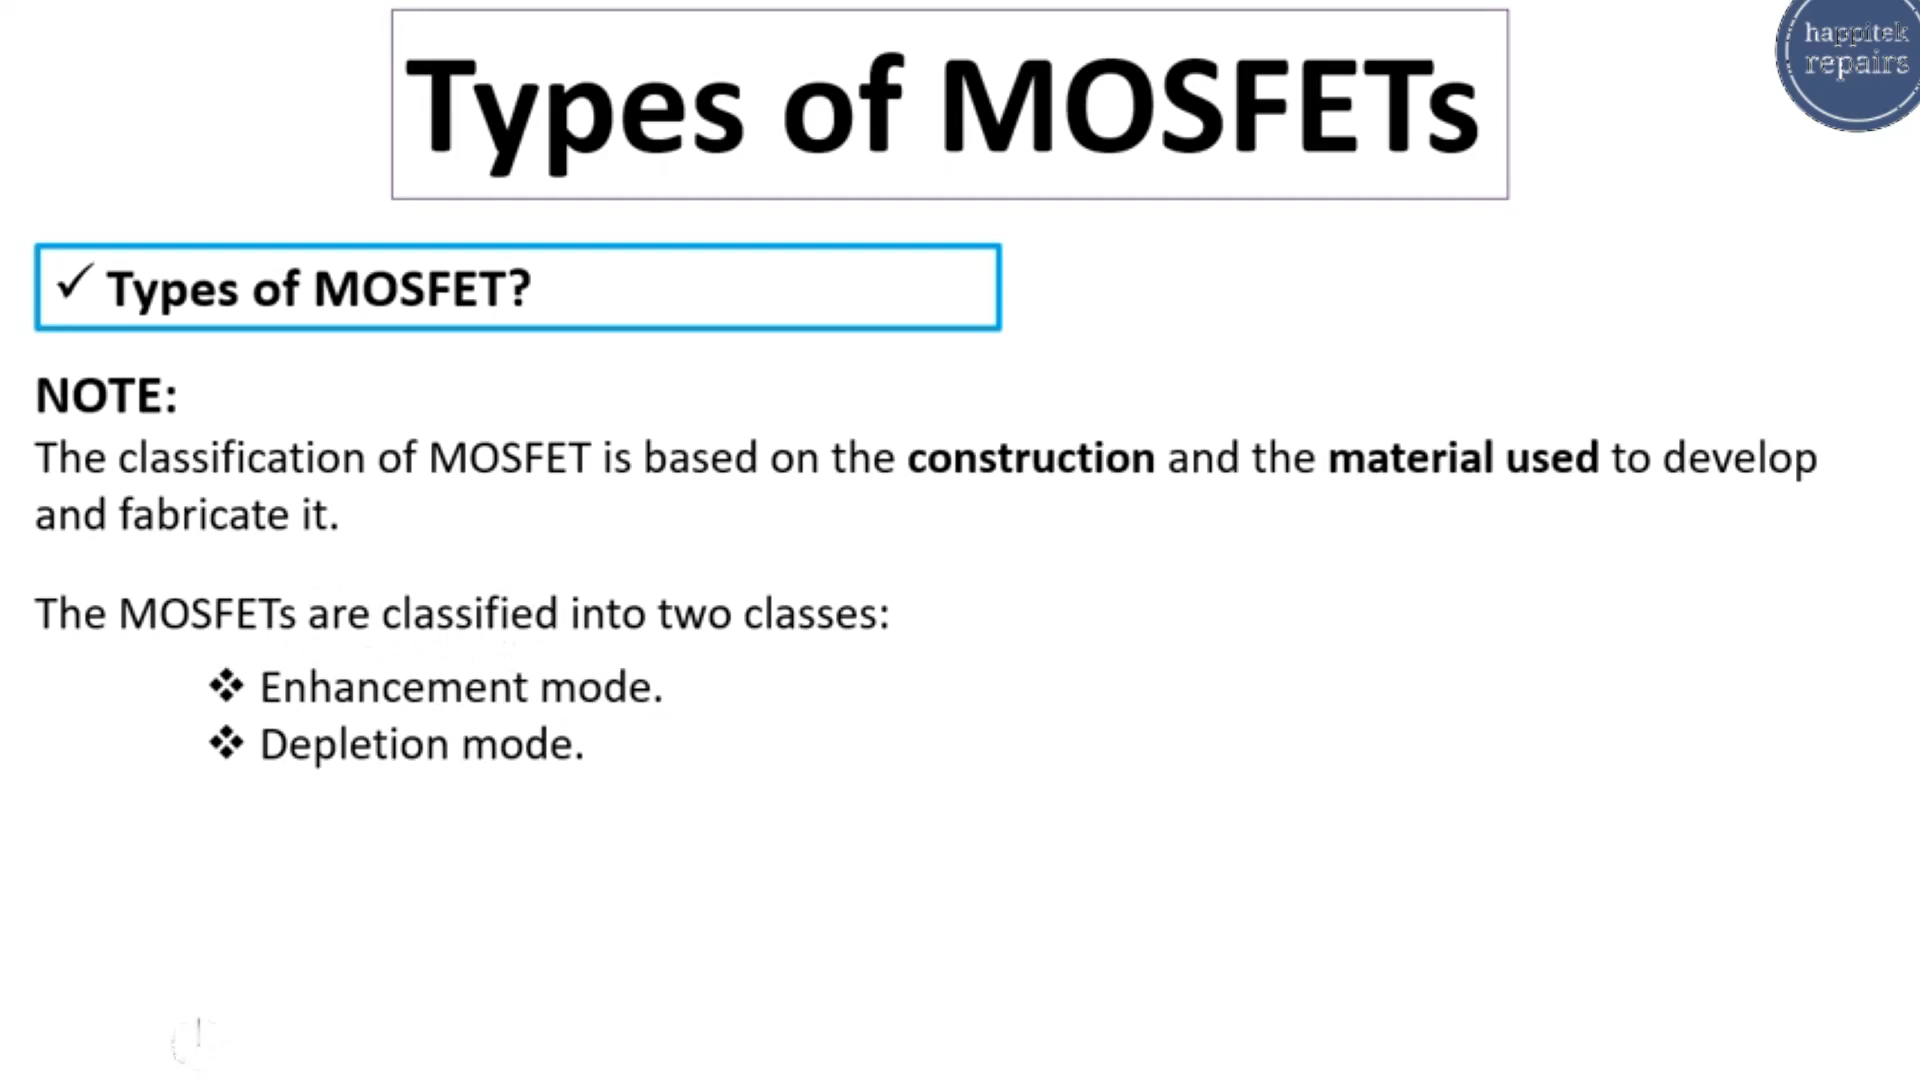 Types of MOSFETs
happitek
repairs
✓ Types of MOSFET?
NOTE:
The classification of MOSFET is based on the construction and the material used to develop
and fabricate it.
The MOSFETs are classified into two classes:
❖ Enhancement mode.
❖ Depletion mode.